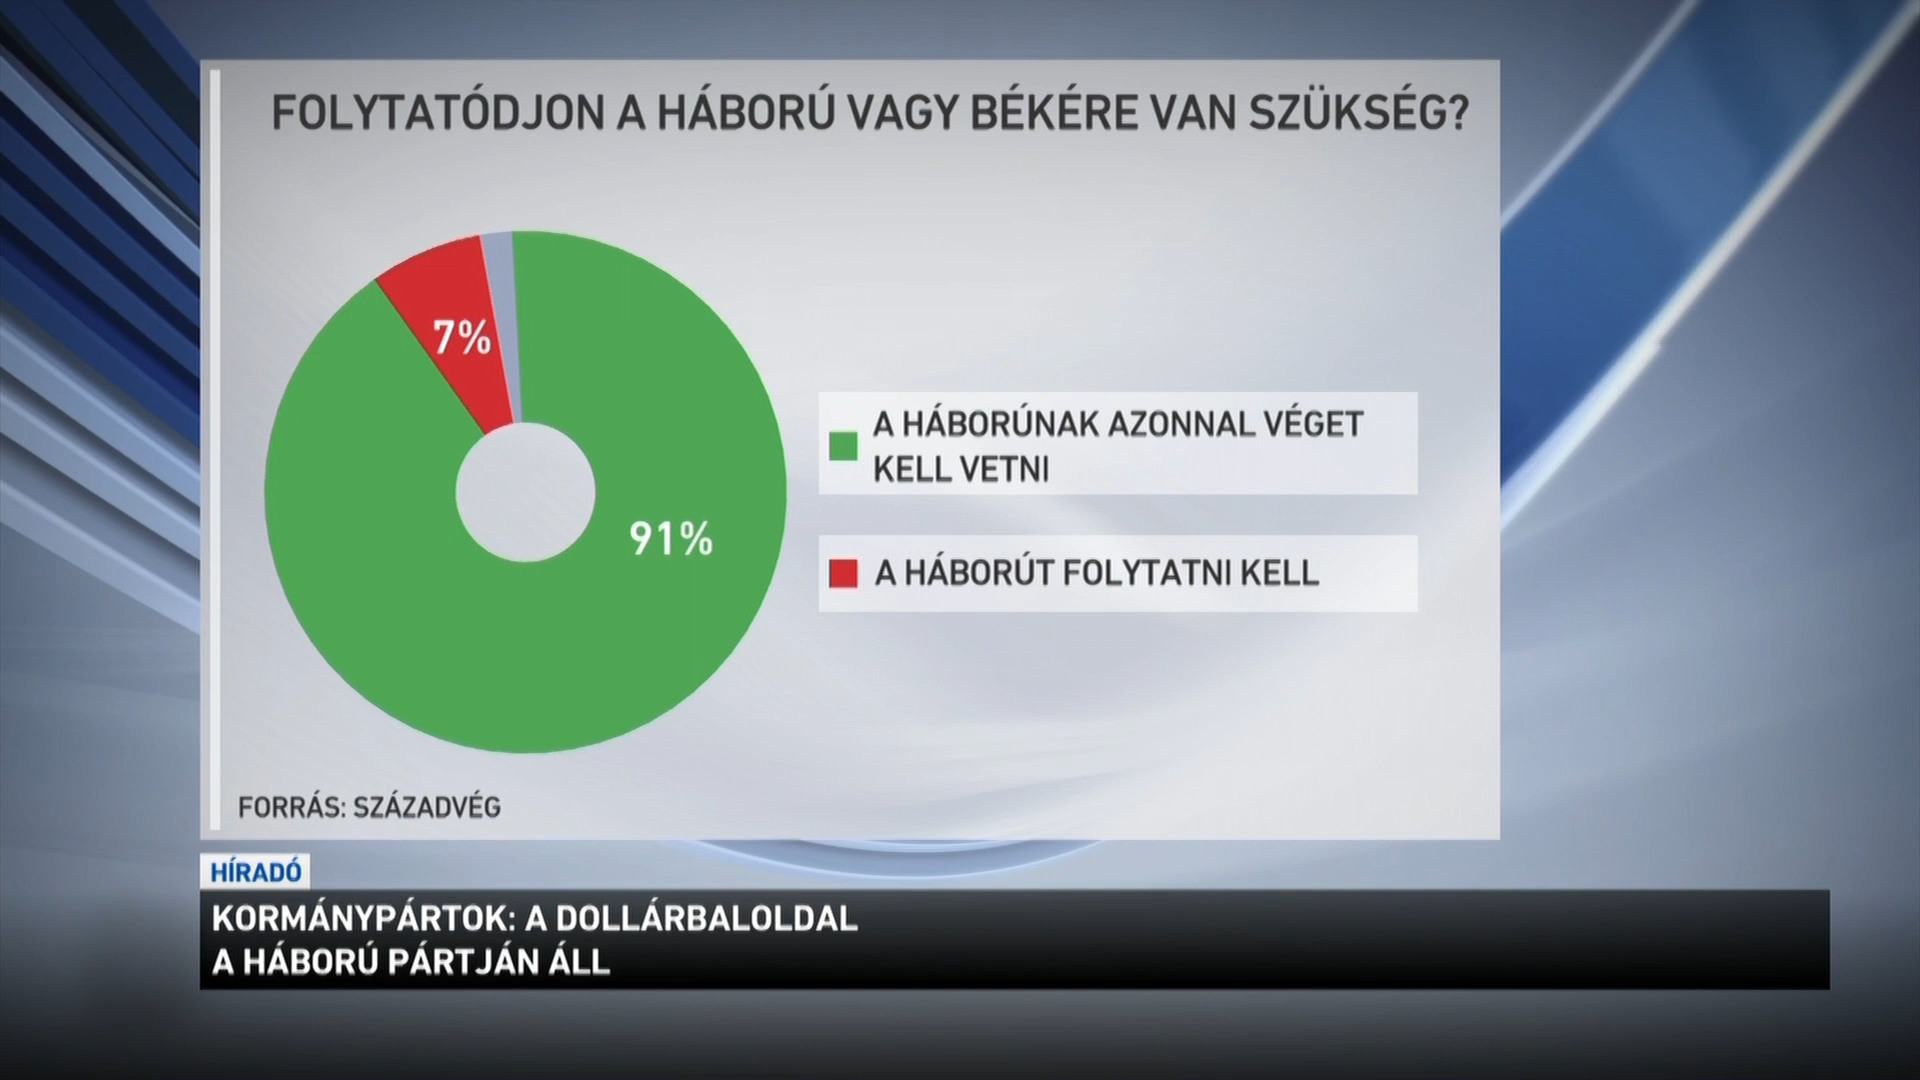 FOLYTATÓDJON A HÁBORÚ VAGY BÉKÉRE VAN SZÜKSÉG?
7%
91%
A HÁBORÚNAK AZONNAL VÉGET
KELL VETNI
A HÁBORÚT FOLYTATNI KELL
FORRÁS: SZÁZADVÉG
HÍRADÓ
KORMÁNYPÁRTOK: A DOLLÁRBALOLDAL
A HÁBORÚ PÁRTJÁN ÁLL